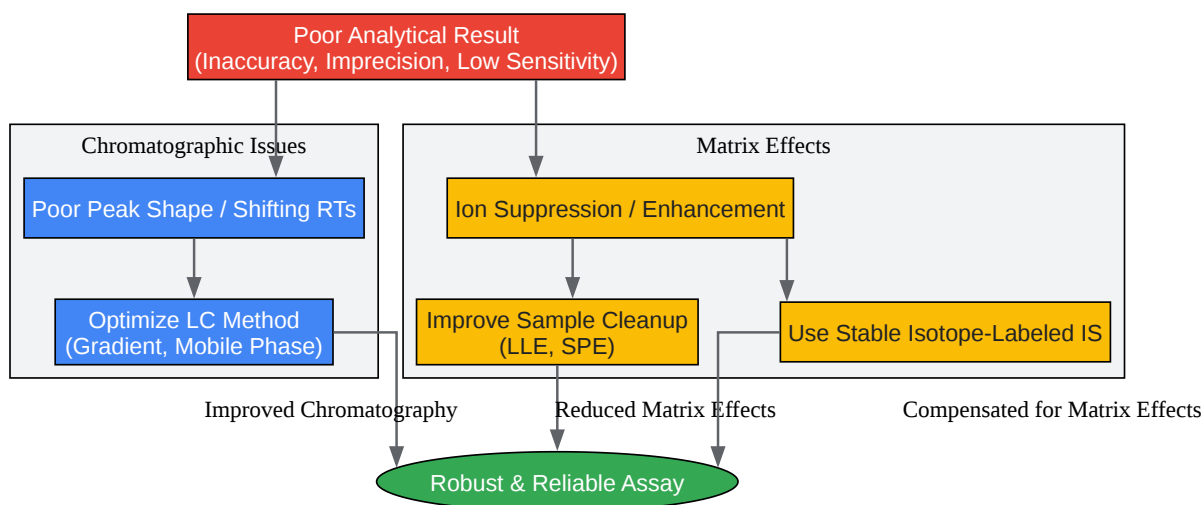 Poor Analytical Result
(Inaccuracy, Imprecision, Low Sensitivity)
Chromatographic Issues
Matrix Effects
Poor Peak Shape / Shifting RTs
Ion Suppression / Enhancement
Optimize LC Method
(Gradient, Mobile Phase)
Improve Sample Cleanup
(LLE, SPE)
Use Stable Isotope-Labeled IS
Improved Chromatography
Reduced Matrix Effects
Compensated for Matrix Effects
Robust & Reliable Assay